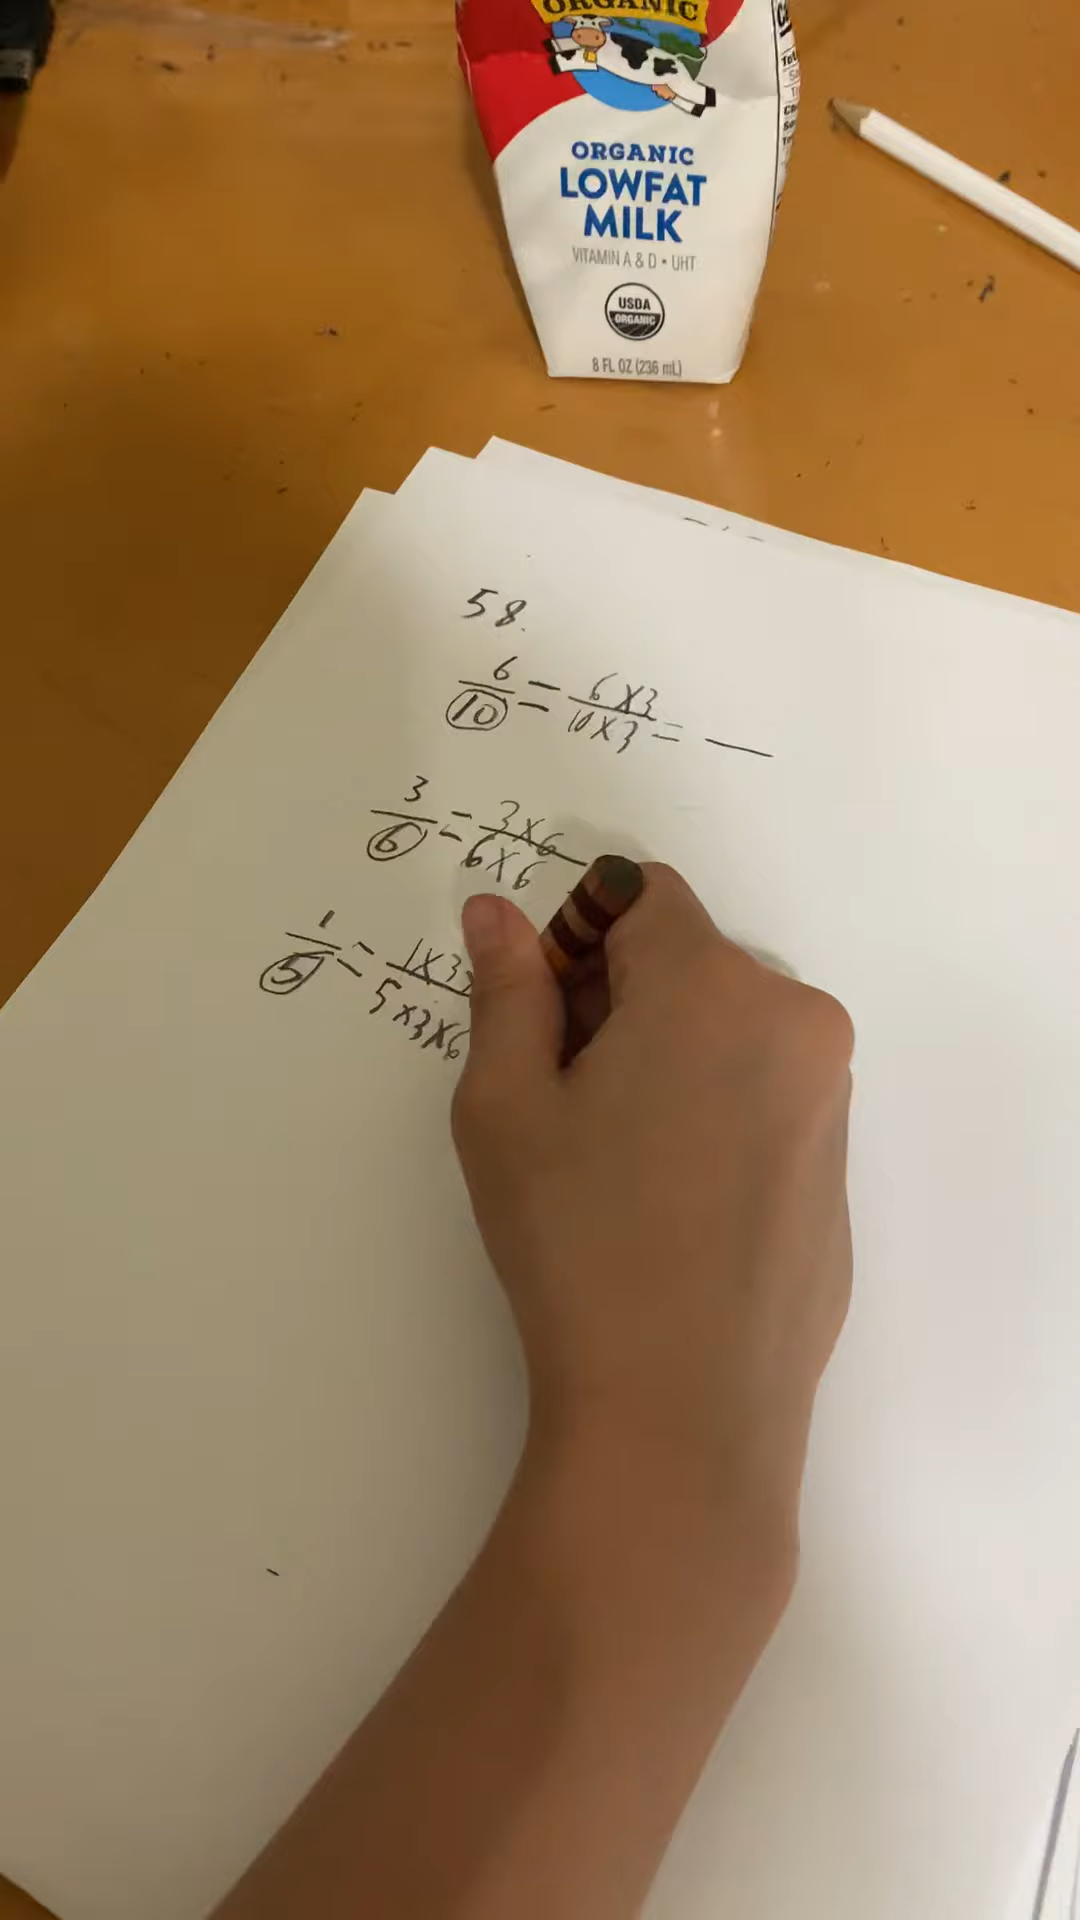 ORGANIC
ORGANIC
LOWFAT
MILK
VITAMIN A & D • UHT
USDA
ORGANIC
8 FL OZ (236 mL)
58.
6/10 = 6×3/10×3 = —
3/6 = 3×6/6×6
1/5 = 1×3×/5×3×6